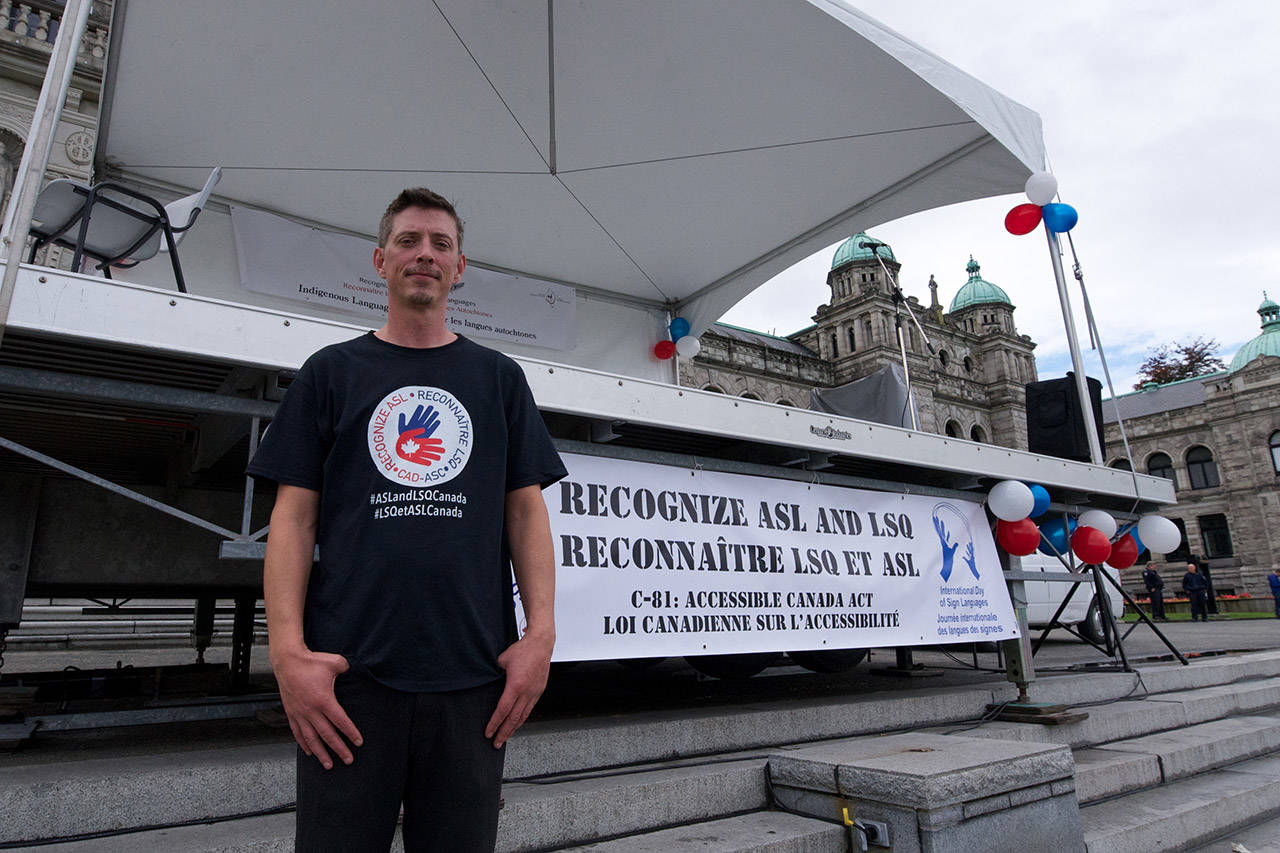 Indigenous Langua
r les langues autochtones
RECOGNIZE ASL • RECONNAÎTRE LSQ •
CAD-ASC
#ASLandLSQCanada
#LSQetASLCanada
RECOGNIZE ASL AND LSQ
RECONNAÎTRE LSQ ET ASL
C-81: ACCESSIBLE CANADA ACT
LOI CANADIENNE SUR L'ACCESSIBILITÉ
International Day
of Sign Languages
Journée internationale
des langues des signes